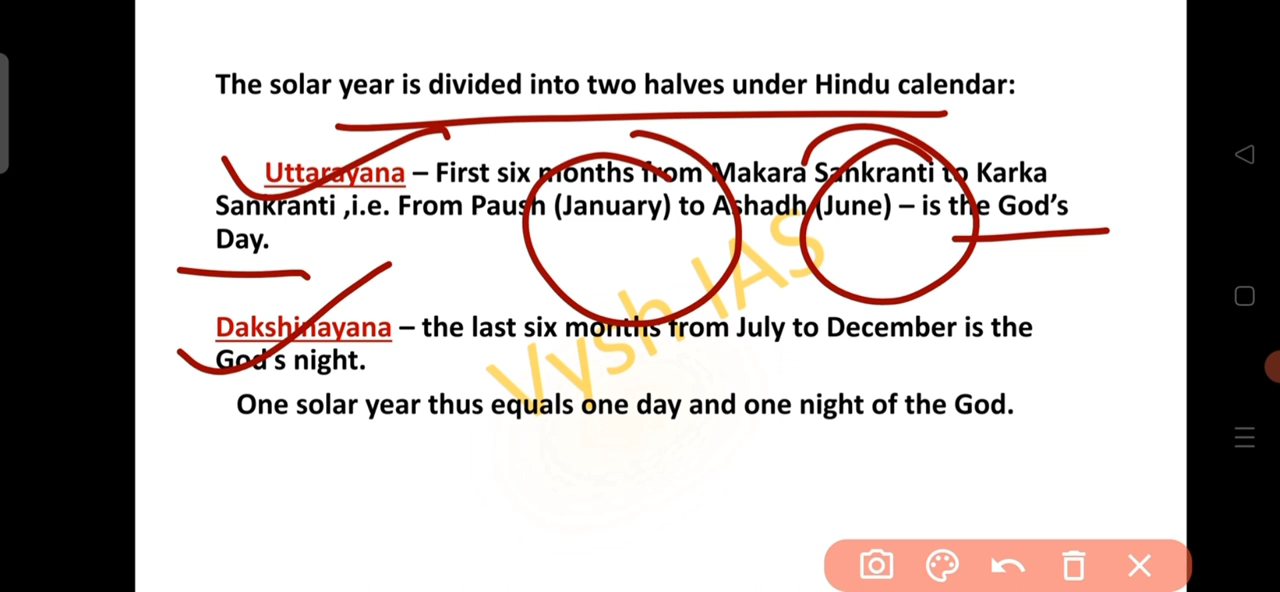 The solar year is divided into two halves under Hindu calendar:
Uttarayana – First six months from Makara Sankranti to Karka
Sankranti ,i.e. From Paush (January) to Ashadh (June) – is the God's
Day.
Dakshinayana – the last six months from July to December is the
God's night.
One solar year thus equals one day and one night of the God.
Vysh IAS